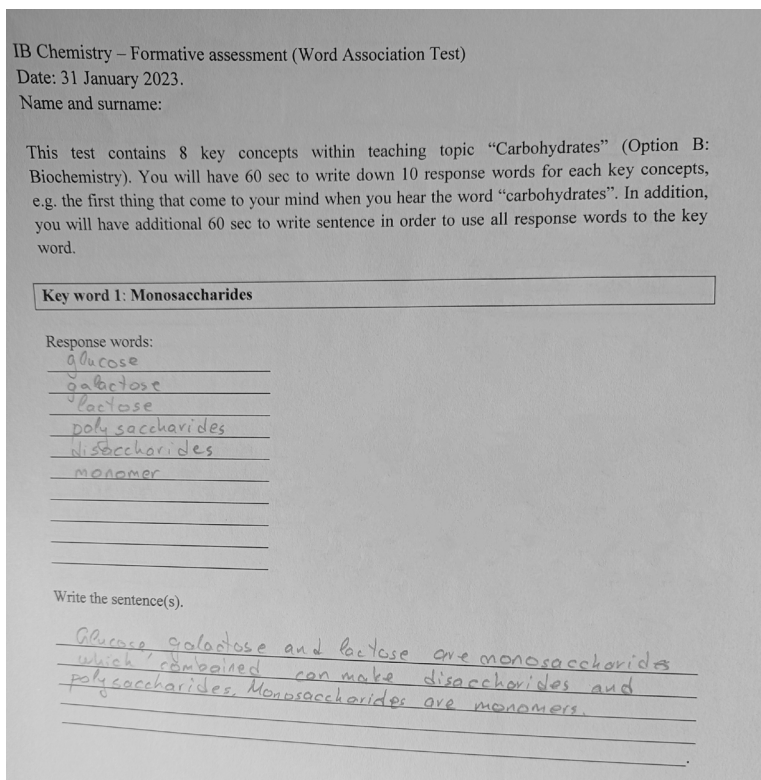 IB Chemistry – Formative assessment (Word Association Test)
Date: 31 January 2023.
Name and surname:
This test contains 8 key concepts within teaching topic “Carbohydrates” (Option B:
Biochemistry). You will have 60 sec to write down 10 response words for each key concepts,
e.g. the first thing that come to your mind when you hear the word “carbohydrates”. In addition,
you will have additional 60 sec to write sentence in order to use all response words to the key
word.
Key word 1: Monosaccharides
Response words:
glucose
galactose
lactose
poly saccharides
disaccharides
monomer
Write the sentence(s).
Glucose, galactose and lactose are monosaccharides
which, comboined can make disaccharides and
polysaccharides. Monosaccharides are monomers.